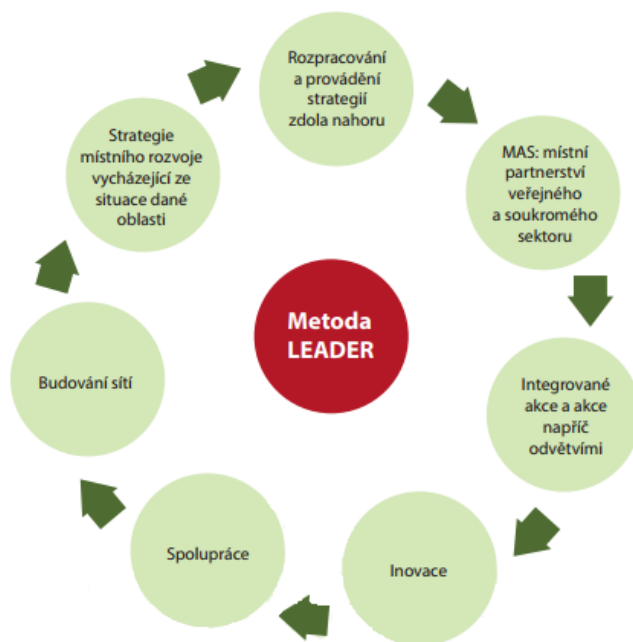 Rozpracování
a provádění
strategií
zdola nahoru
MAS: místní
partnerství
veřejného
a soukromého
sektoru
Integrované
akce a akce
napříč
odvětvími
Inovace
Spolupráce
Budování sítí
Strategie
místního rozvoje
vycházející ze
situace dané
oblasti
Metoda
LEADER